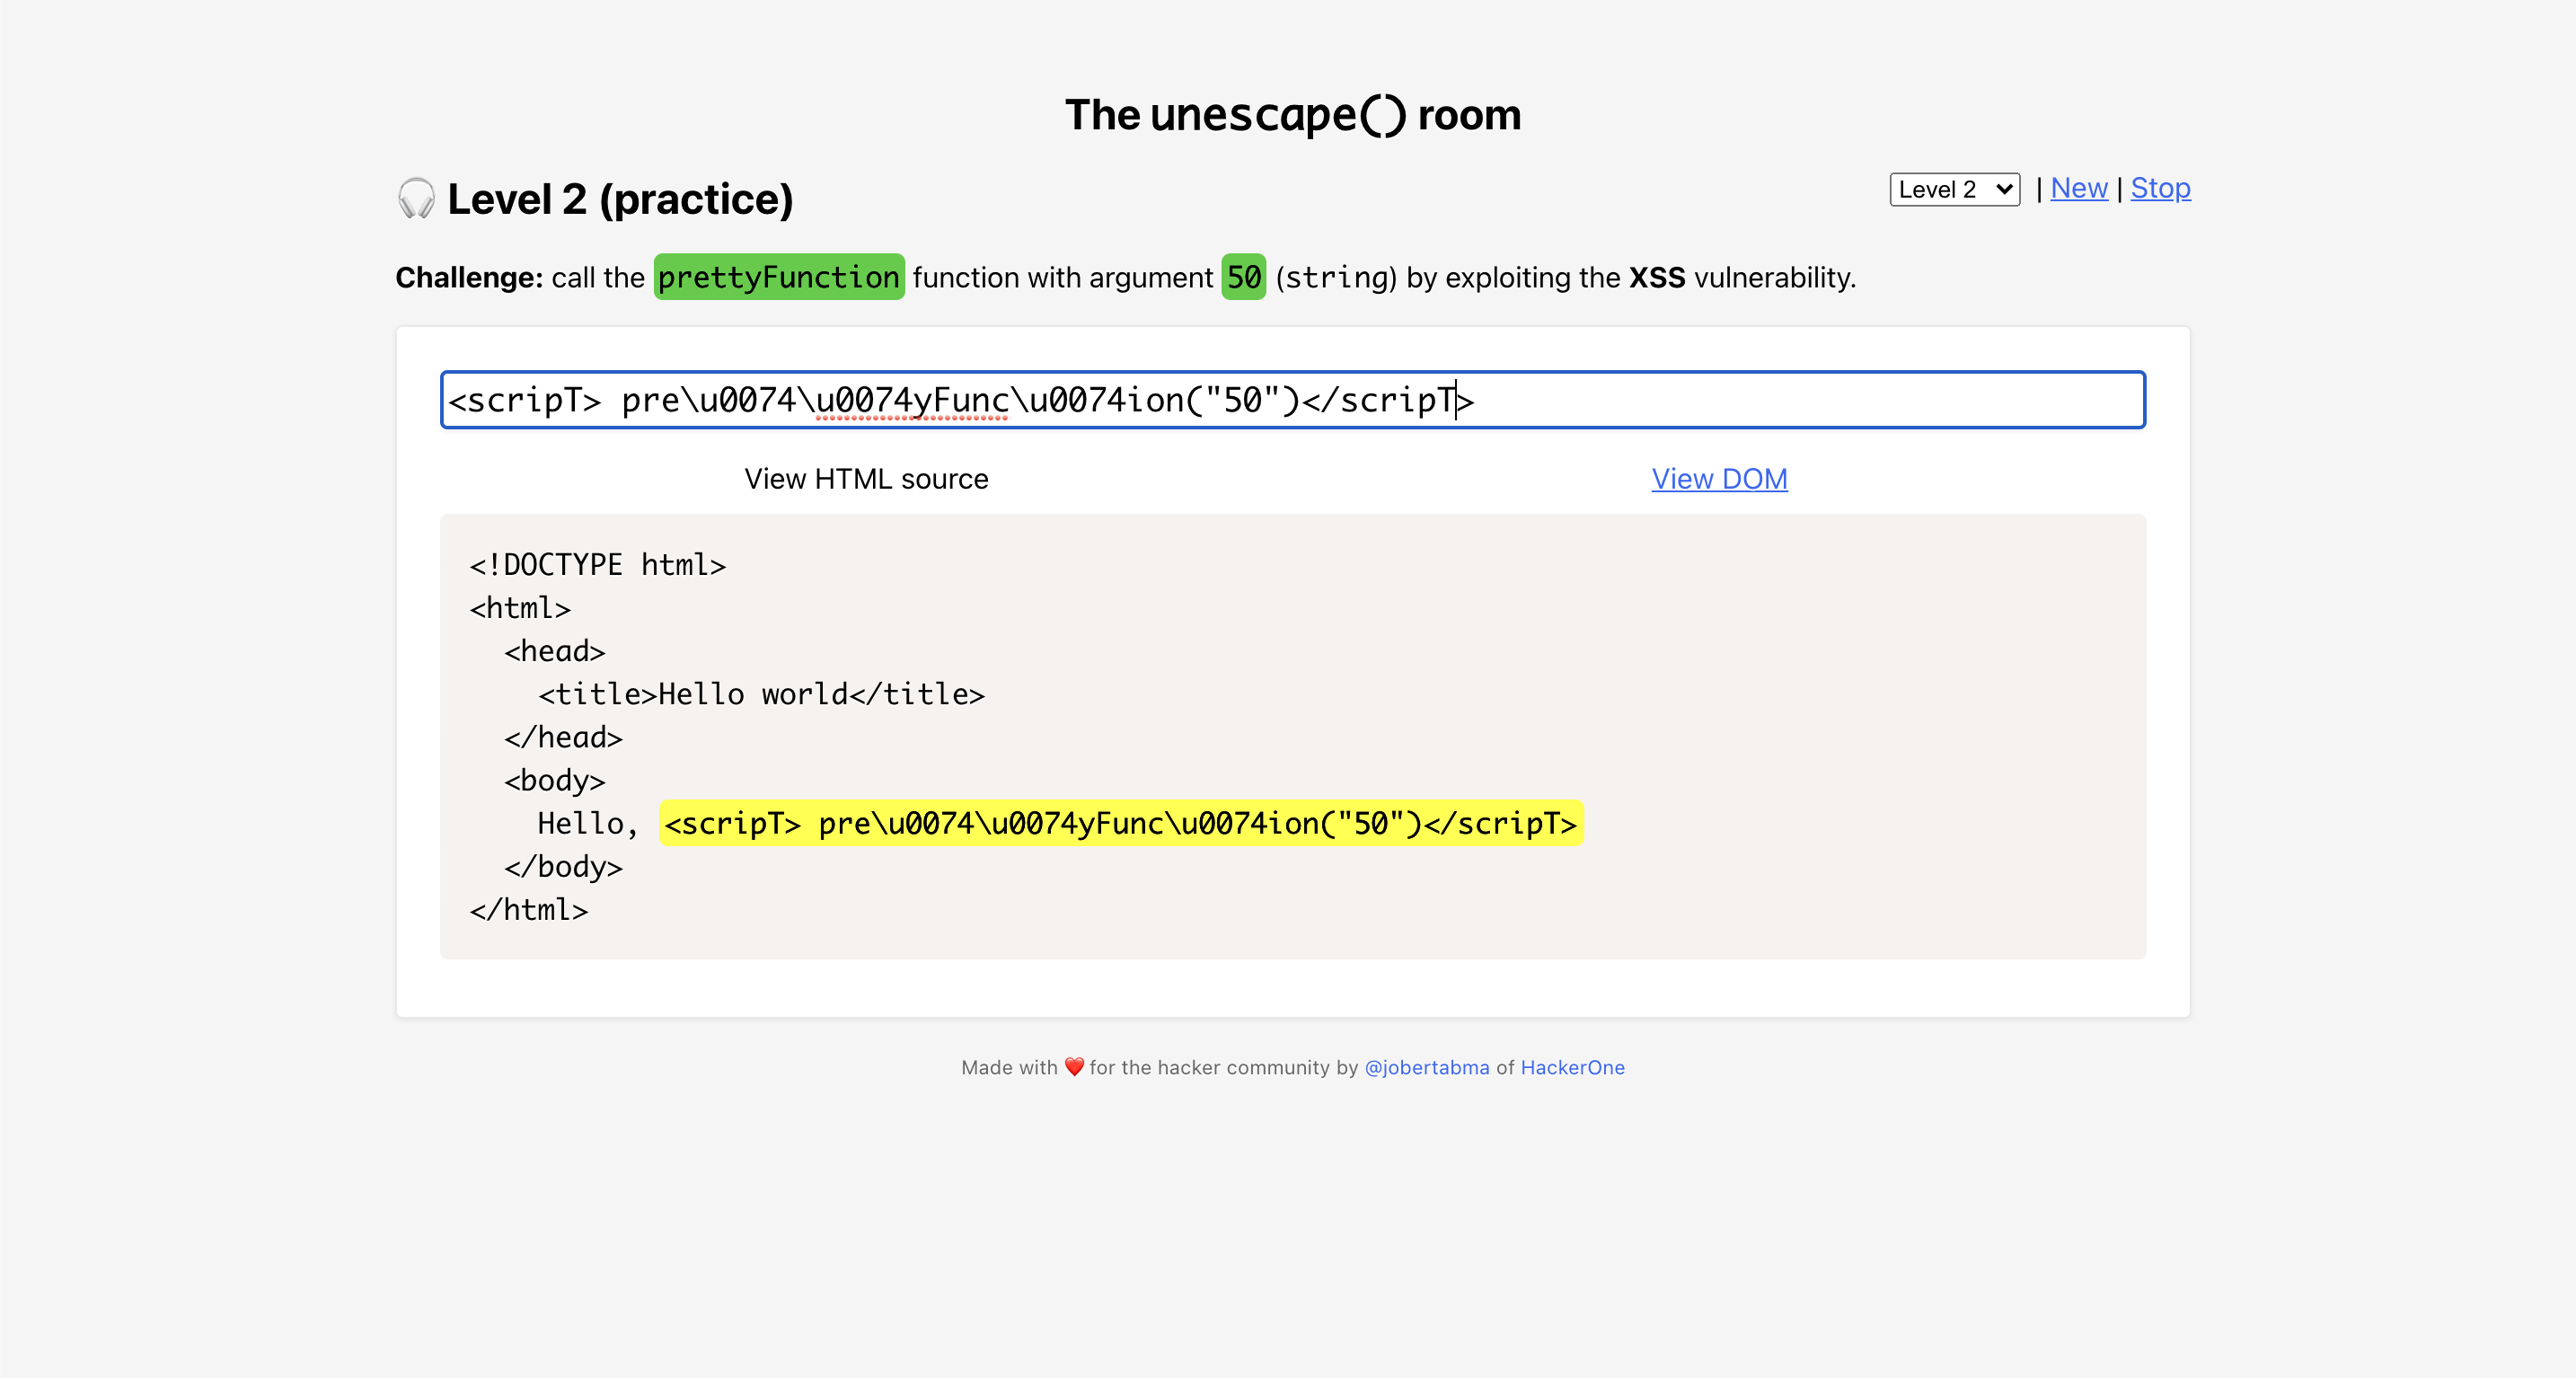 The unescape() room
🎧 Level 2 (practice)
Level 2 | New | Stop
Challenge: call the prettyFunction function with argument 50 (string) by exploiting the XSS vulnerability.
<scripT> pre\u0074\u0074yFunc\u0074ion("50")</scripT>
View HTML source View DOM
<!DOCTYPE html>
<html>
  <head>
    <title>Hello world</title>
  </head>
  <body>
    Hello, <scripT> pre\u0074\u0074yFunc\u0074ion("50")</scripT>
  </body>
</html>
Made with ❤️ for the hacker community by @jobertabma of HackerOne